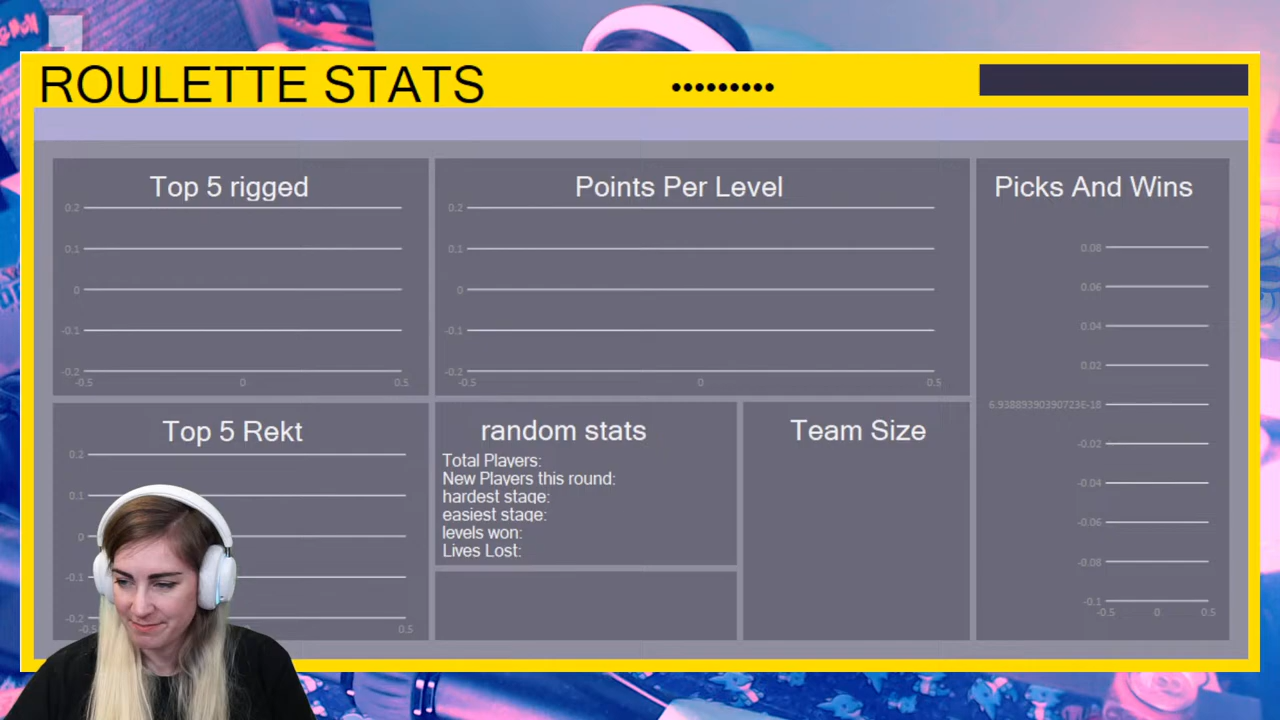 ROULETTE STATS
•••••••••
Top 5 rigged
0.2
0.1
0
-0.1
-0.2
-0.5
0
0.5
Points Per Level
0.2
0.1
0
-0.1
-0.2
-0.5
0
0.5
Picks And Wins
0.08
0.06
0.04
0.02
6.93889390390723E-18
-0.02
-0.04
-0.06
-0.08
-0.1
-0.5
0
0.5
Top 5 Rekt
0.2
0.1
0
-0.1
-0.2
0.5
random stats
Total Players:
New Players this round:
hardest stage:
easiest stage:
levels won:
Lives Lost:
Team Size